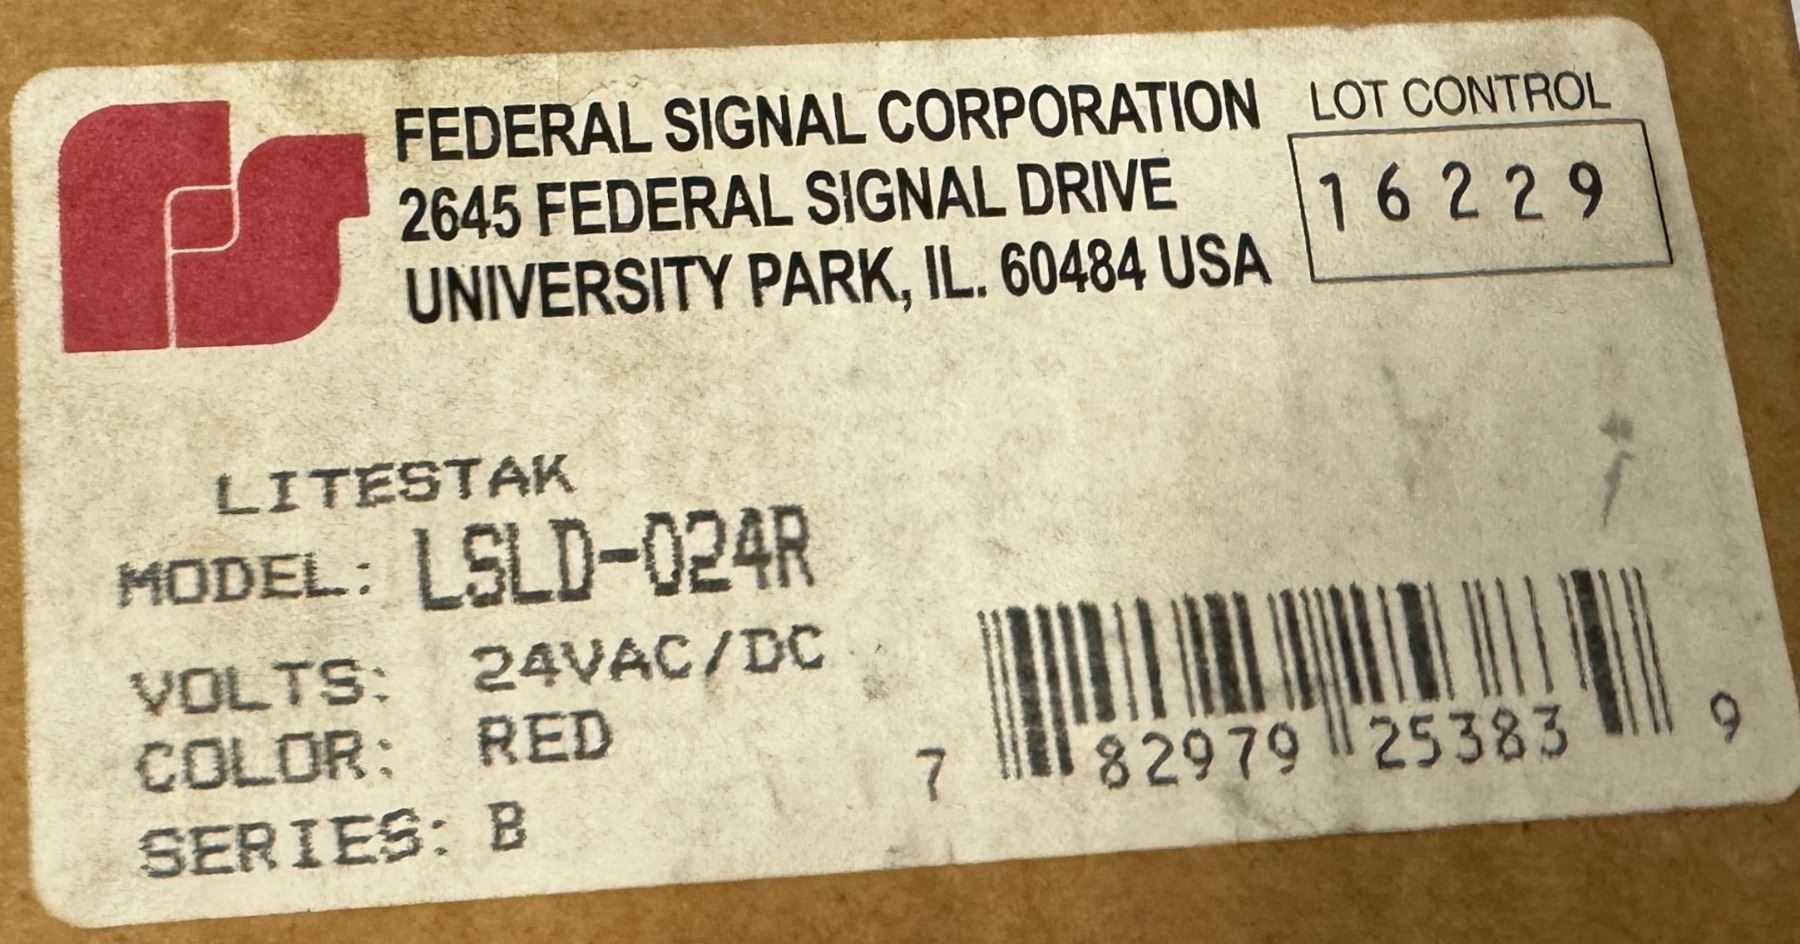 FEDERAL SIGNAL CORPORATION
2645 FEDERAL SIGNAL DRIVE
UNIVERSITY PARK, IL. 60484 USA
LOT CONTROL
16229
LITESTAK
MODEL: LSLD-024R
VOLTS: 24VAC/DC
COLOR: RED
SERIES: B
7 82979 25383 9